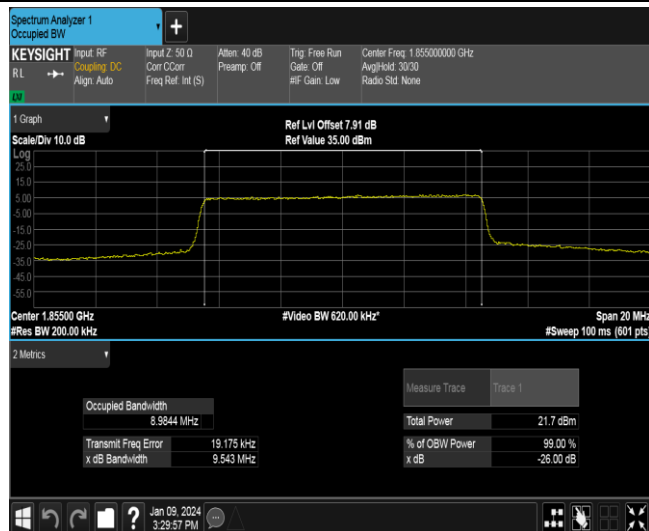 Spectrum Analyzer 1
Occupied BW
+
KEYSIGHT Input: RF Input Z: 50 Ω Atten: 40 dB Trig: Free Run Center Freq: 1.855000000 GHz
RL Coupling: DC Corr CCorr Preamp: Off Gate: Off Avg|Hold: 30/30
Align: Auto Freq Ref: Int (S) #IF Gain: Low Radio Std: None
1 Graph
Scale/Div 10.0 dB
Ref Lvl Offset 7.91 dB
Ref Value 35.00 dBm
Log
25.0
15.0
5.00
-5.00
-15.0
-25.0
-35.0
-45.0
-55.0
Center 1.85500 GHz #Video BW 620.00 kHz* Span 20 MHz
#Res BW 200.00 kHz #Sweep 100 ms (601 pts)
2 Metrics
Measure Trace Trace 1
Occupied Bandwidth
8.9844 MHz
Total Power 21.7 dBm
Transmit Freq Error 19.175 kHz % of OBW Power 99.00 %
x dB Bandwidth 9.543 MHz x dB -26.00 dB
?
Jan 09, 2024
3:29:57 PM